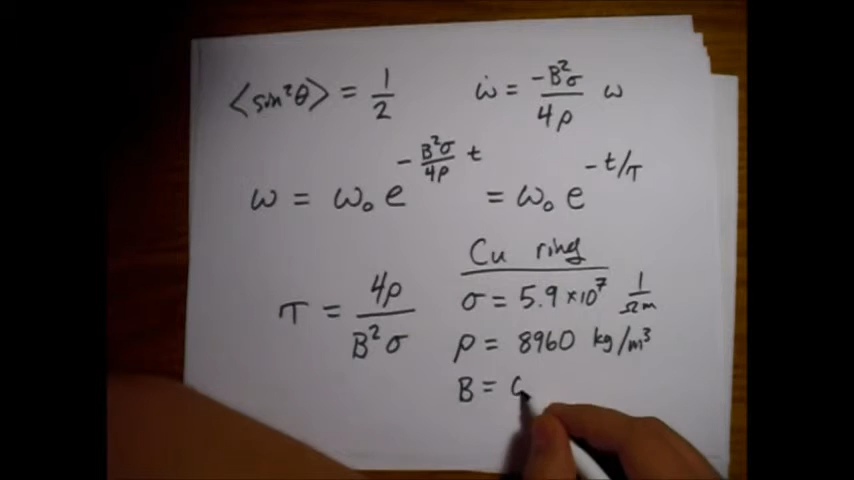 ⟨sin²θ⟩ = 1/2    ω̇ = -B²σ/4ρ ω
ω = ω₀ e^(-B²σ/4ρ t) = ω₀ e^(-t/τ)
Cu ring
τ = 4ρ/B²σ    σ = 5.9 × 10⁷ 1/Ωm
ρ = 8960 kg/m³
B =